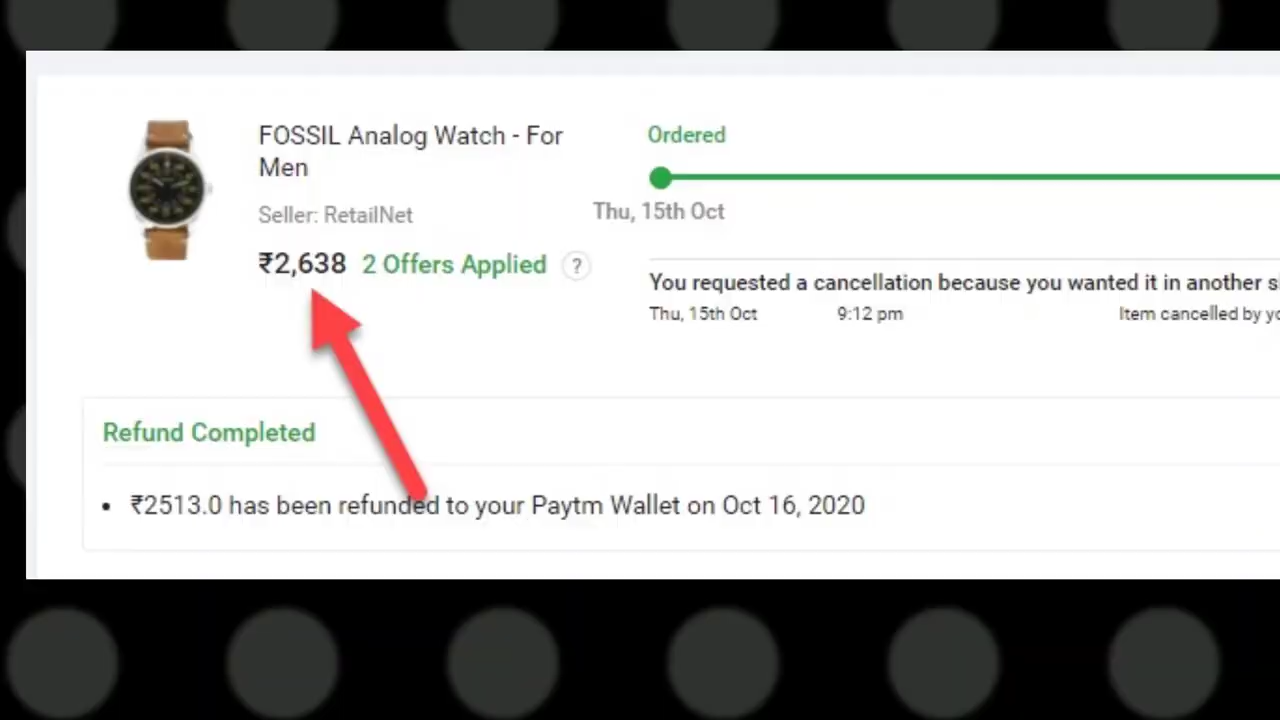 FOSSIL Analog Watch - For
Men
Seller: RetailNet
₹2,638 2 Offers Applied ?
Ordered
Thu, 15th Oct
You requested a cancellation because you wanted it in another
Thu, 15th Oct 9:12 pm Item cancelled by
Refund Completed
• ₹2513.0 has been refunded to your Paytm Wallet on Oct 16, 2020